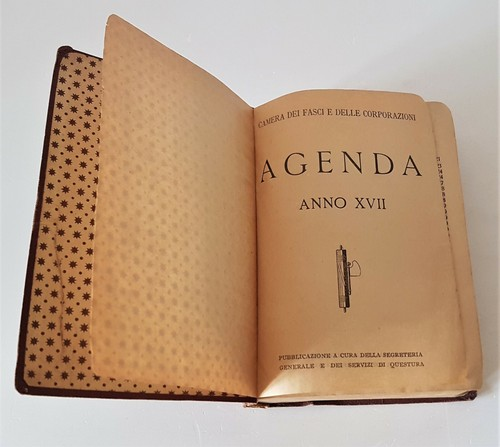 CAMERA DEI FASCI E DELLE CORPORAZIONI
AGENDA
ANNO XVII
PUBBLICAZIONE A CURA DELLA SEGRETERIA
GENERALE E DEI SERVIZI DI QUESTURA